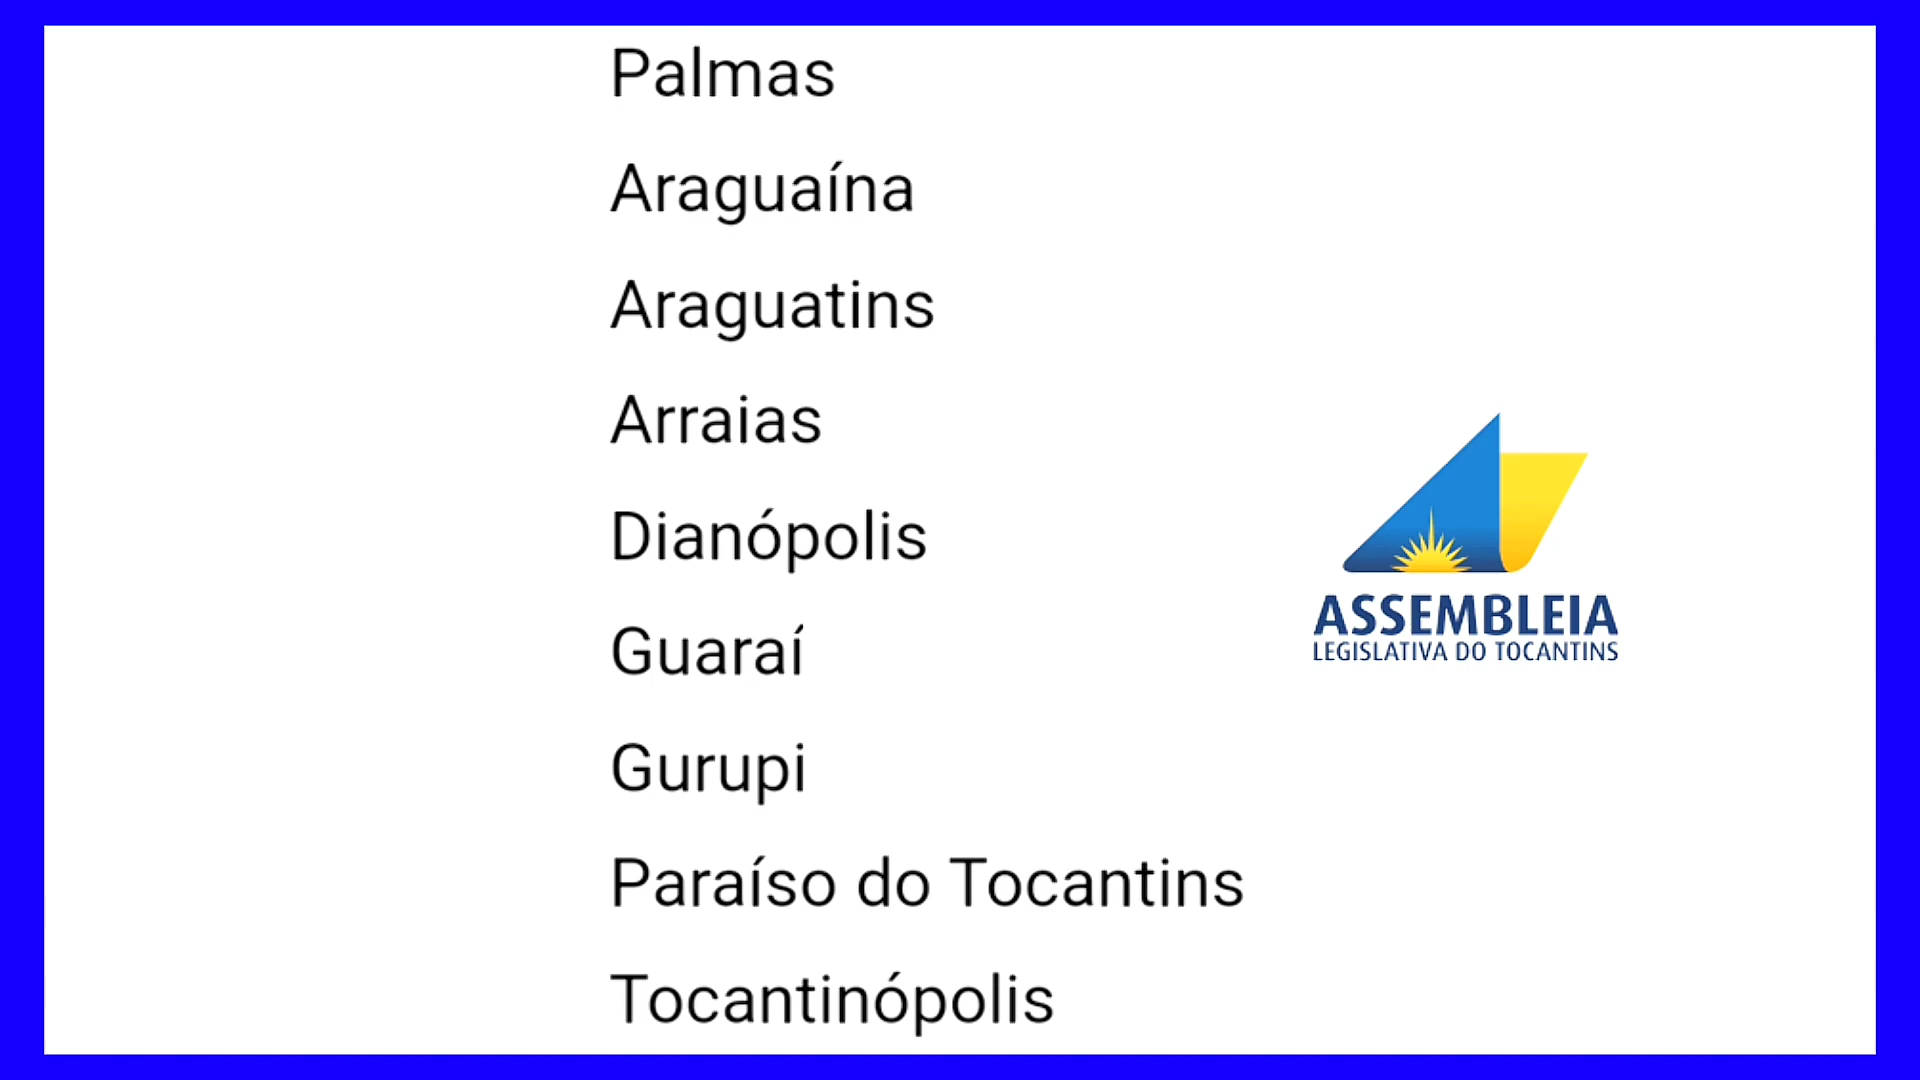 Palmas
Araguaína
Araguatins
Arraias
Dianópolis
Guaraí
Gurupi
Paraíso do Tocantins
Tocantinópolis
ASSEMBLEIA
LEGISLATIVA DO TOCANTINS